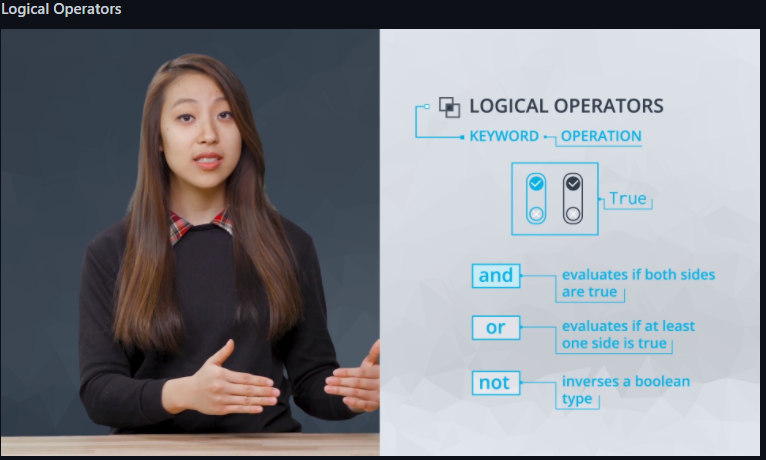 Logical Operators
LOGICAL OPERATORS
KEYWORD OPERATION
True
and
evaluates if both sides
are true
or
evaluates if at least
one side is true
not
inverses a boolean
type